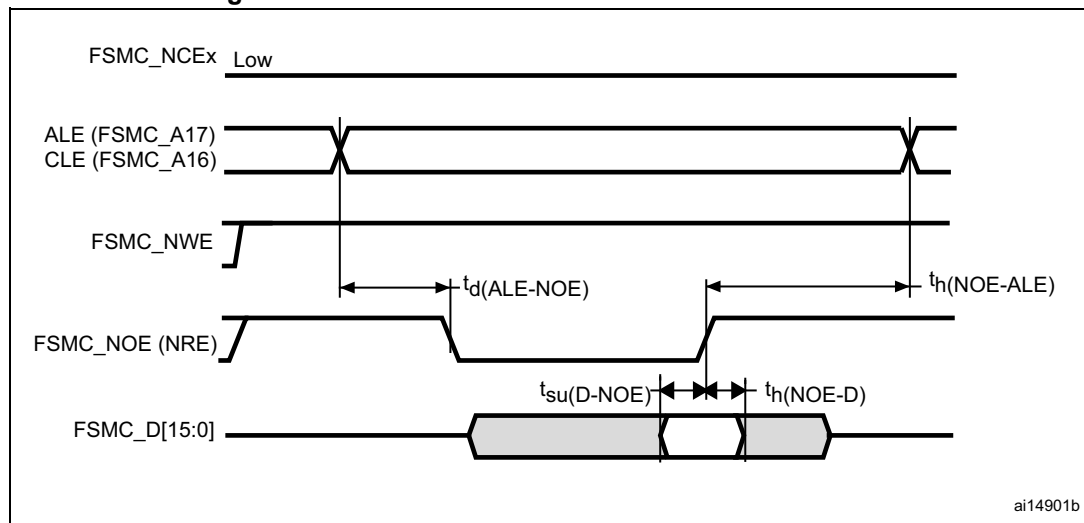 FSMC_NCEx Low
ALE (FSMC_A17)
CLE (FSMC_A16)
FSMC_NWE
td(ALE-NOE)
th(NOE-ALE)
FSMC_NOE (NRE)
tsu(D-NOE)
th(NOE-D)
FSMC_D[15:0]
ai14901b